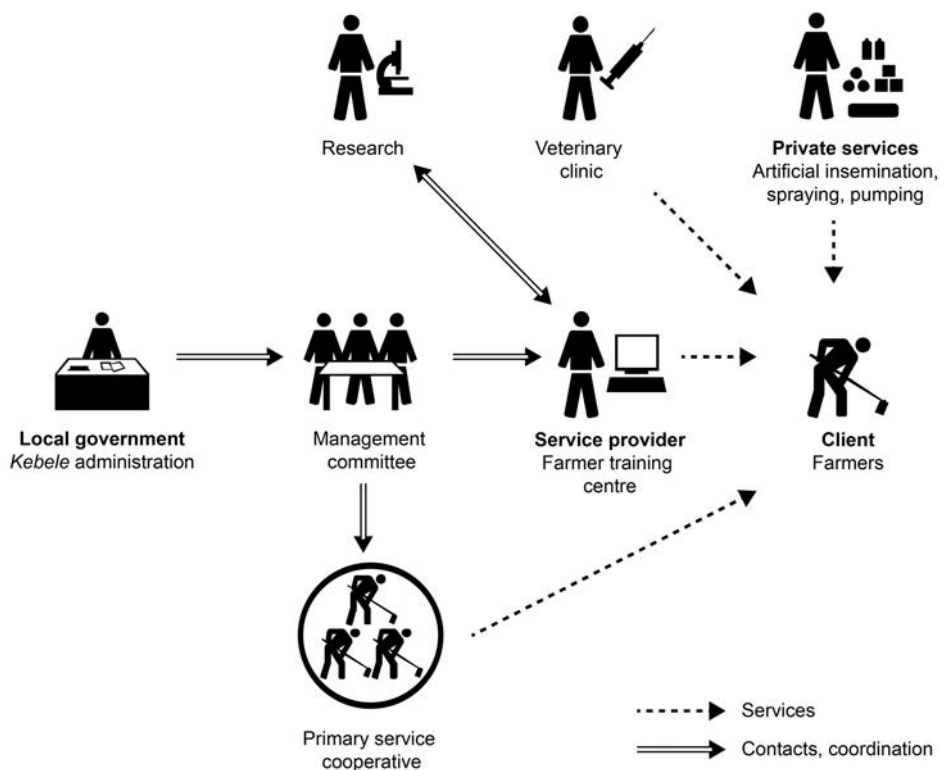 Research
Veterinary
clinic
Private services
Artificial insemination,
spraying, pumping
Local government
Kebele administration
Management
committee
Service provider
Farmer training
centre
Client
Farmers
Primary service
cooperative
Services
Contacts, coordination